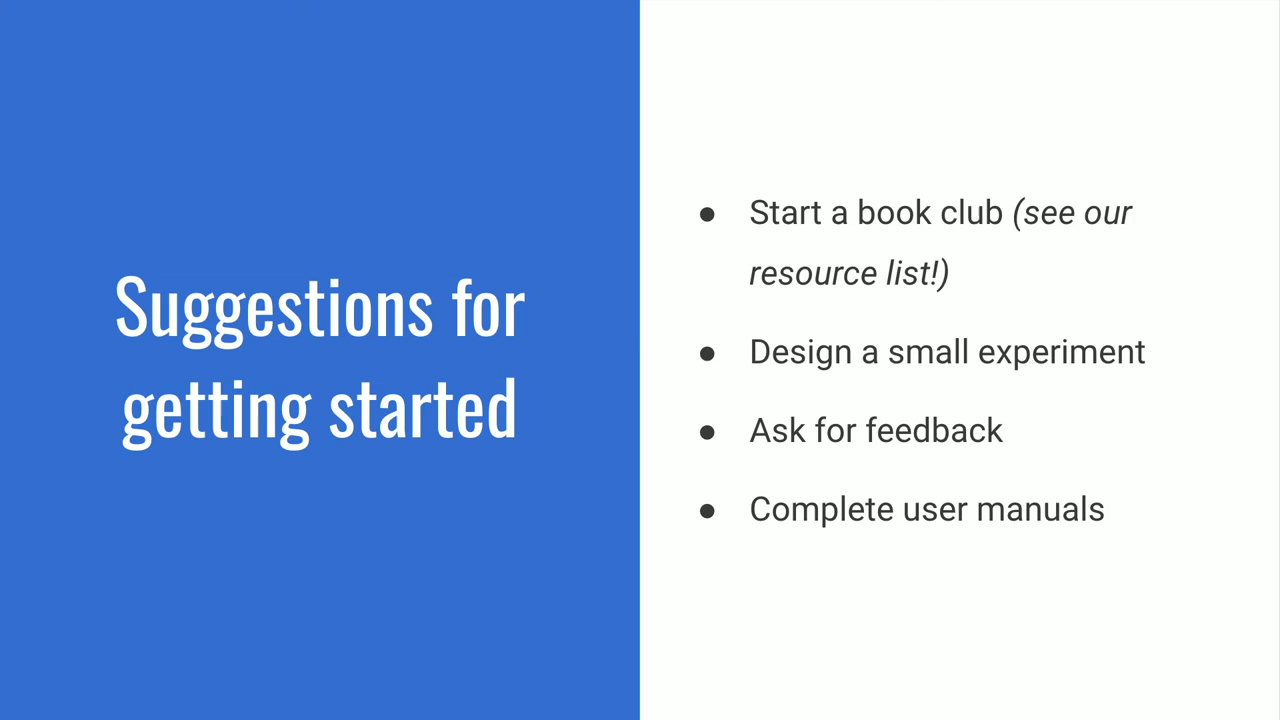 Suggestions for
getting started
● Start a book club (see our
resource list!)
● Design a small experiment
● Ask for feedback
● Complete user manuals